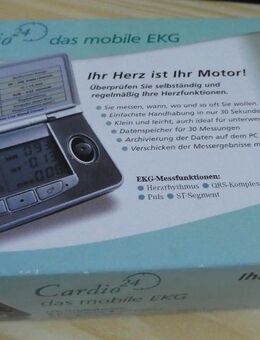 Cardio24 das mobile EKG
Ihr Herz ist Ihr Motor!
Überprüfen Sie selbständig und
regelmäßig Ihre Herzfunktionen.
Sie messen, wann, wo und so oft Sie wollen
Einfachste Handhabung in nur 30 Sekunden
Klein und leicht, auch ideal für unterwegs
Datenspeicher für 30 Messungen
Archivierung der Daten auf dem PC
Verschicken der Messergebnisse
EKG-Messfunktionen:
Herzrhythmus QRS-Komplex
Puls ST-Segment
Cardio24
das mobile EKG